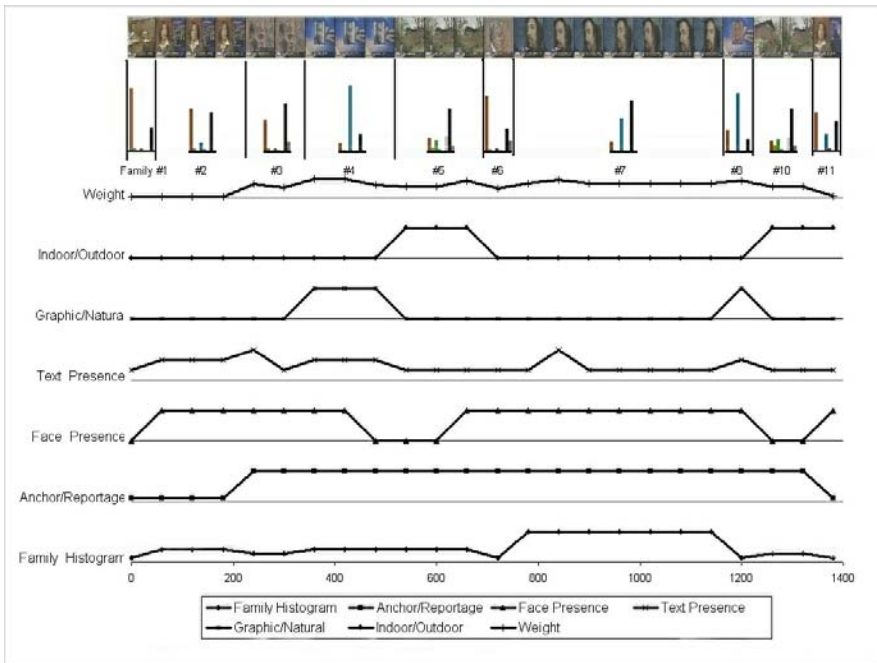 Family #1 #2 #3 #4 #5 #6 #7 #8 #10 #11
Weight
Indoor/Outdoor
Graphic/Natura
Text Presence
Face Presence
Anchor/Reportage
Family Histogram
0 200 400 600 800 1000 1200 1400
Family Histogram Anchor/Reportage Face Presence Text Presence
Graphic/Natural Indoor/Outdoor Weight